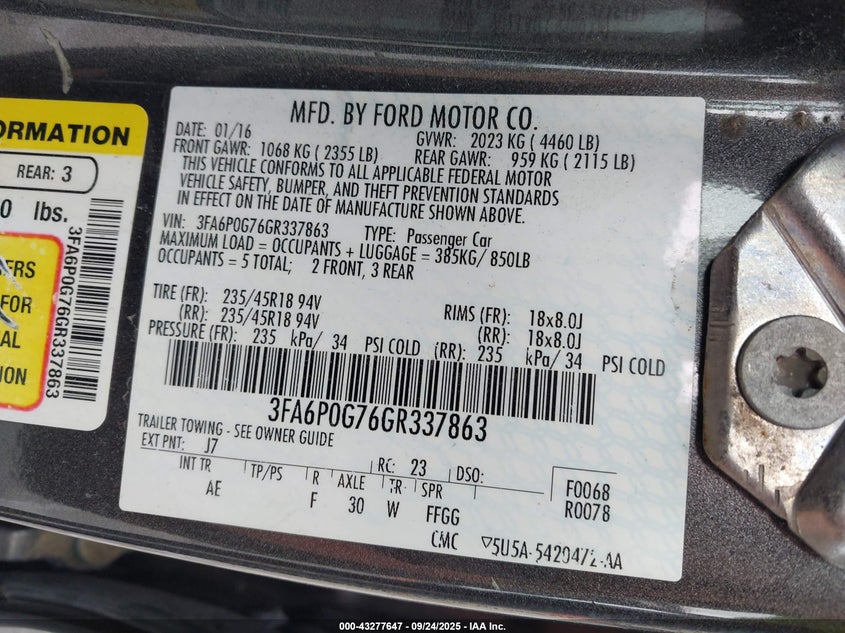 ORMATION
REAR: 3
0 lbs.
3FA6P0G76GR337863
ERS
FOR
AL
ION
MFD. BY FORD MOTOR CO.
DATE: 01/16 GVWR: 2023 KG ( 4460 LB)
FRONT GAWR: 1068 KG ( 2355 LB) REAR GAWR: 959 KG ( 2115 LB)
THIS VEHICLE CONFORMS TO ALL APPLICABLE FEDERAL MOTOR
VEHICLE SAFETY, BUMPER, AND THEFT PREVENTION STANDARDS
IN EFFECT ON THE DATE OF MANUFACTURE SHOWN ABOVE.
VIN: 3FA6P0G76GR337863 TYPE: Passenger Car
MAXIMUM LOAD = OCCUPANTS + LUGGAGE = 385KG/ 850LB
OCCUPANTS = 5 TOTAL; 2 FRONT, 3 REAR
TIRE (FR): 235/45R18 94V RIMS (FR): 18x8.0J
(RR): 235/45R18 94V (RR): 18x8.0J
PRESSURE (FR): 235 kPa/ 34 PSI COLD (RR): 235 kPa/ 34 PSI COLD
3FA6P0G76GR337863
TRAILER TOWING - SEE OWNER GUIDE
EXT PNT: J7 RC: 23 DSO: F0068
INT TR TP/PS R AXLE TR SPR R0078
AE F 30 W FFGG
CMC 5U5A-5420472-AA
000-43277647 - 09/24/2025 - IAA Inc.